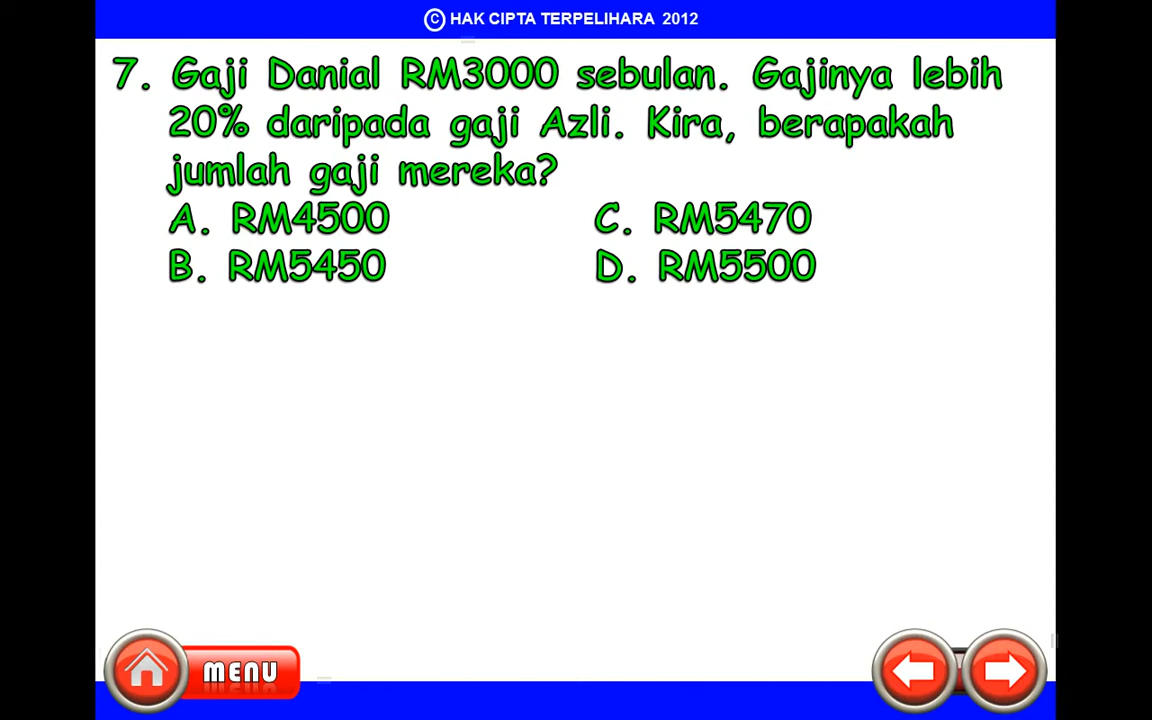 © HAK CIPTA TERPELIHARA 2012
7. Gaji Danial RM3000 sebulan. Gajinya lebih
20% daripada gaji Azli. Kira, berapakah
jumlah gaji mereka?
A. RM4500 C. RM5470
B. RM5450 D. RM5500
MENU